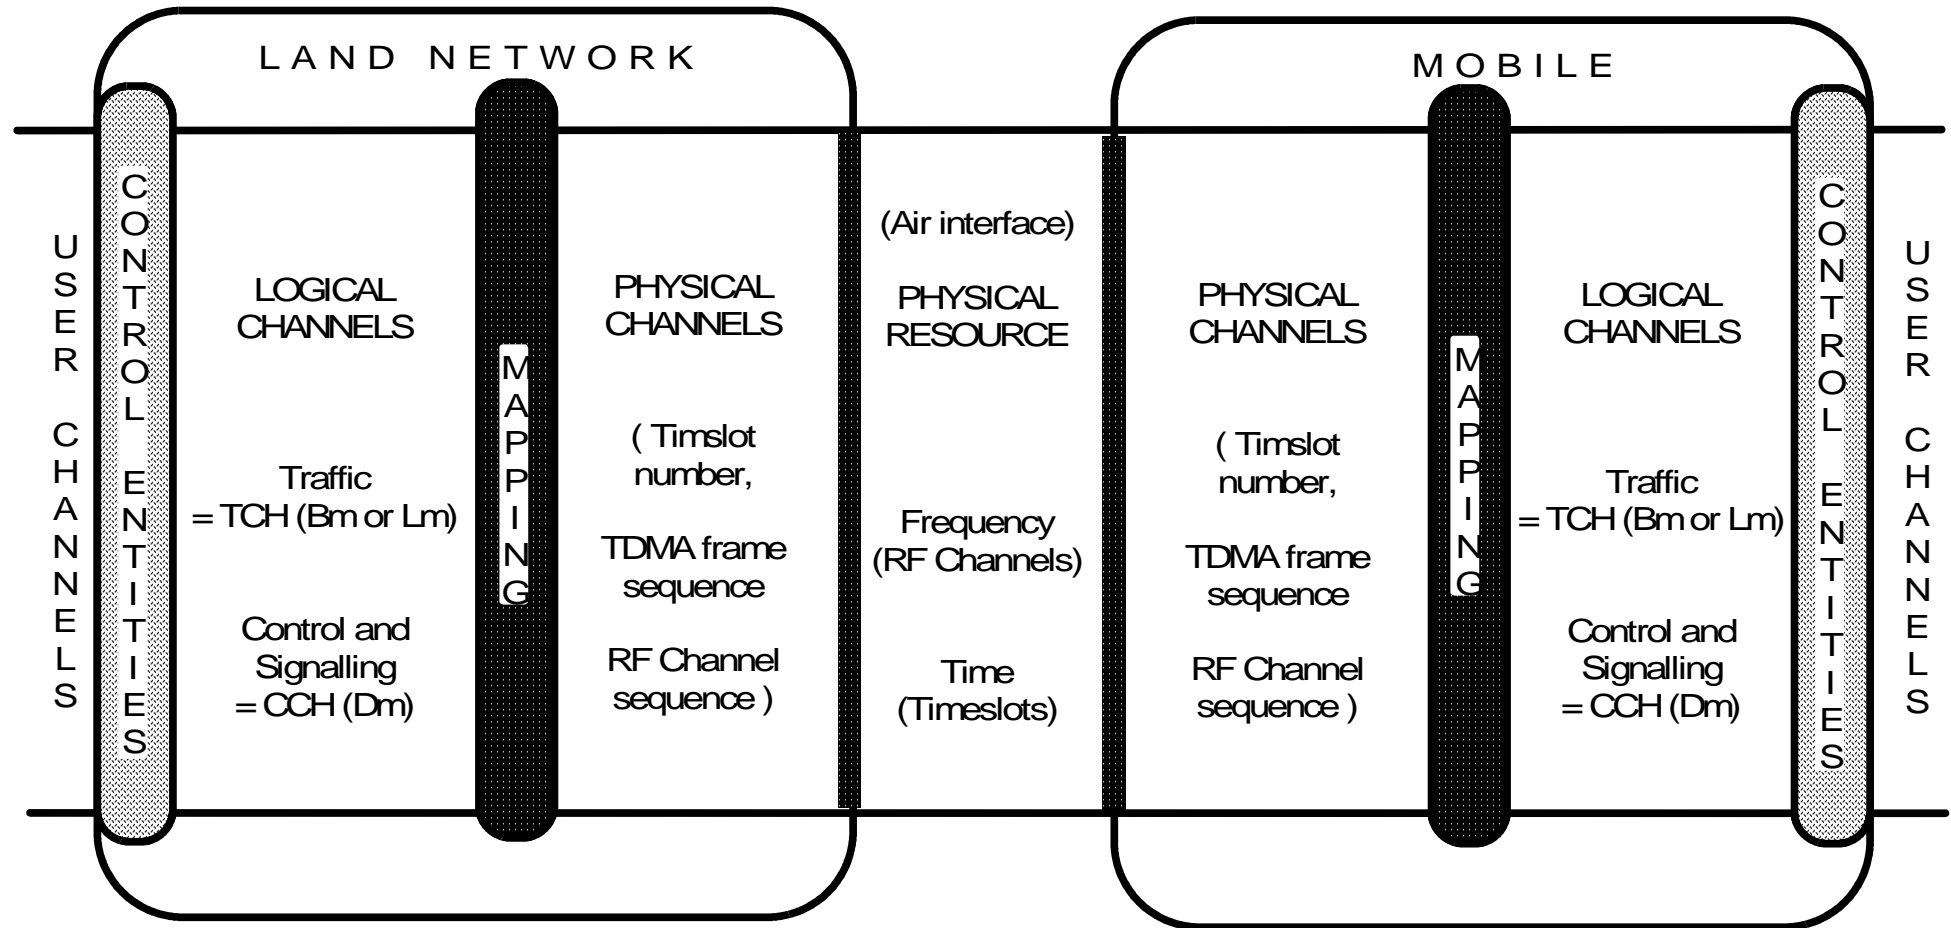 LAND NETWORK
MOBILE
USER CHANNELS
CONTROL ENTITIES
LOGICAL
CHANNELS
Traffic
= TCH (Bm or Lm)
Control and
Signalling
= CCH (Dm)
MAPPING
PHYSICAL
CHANNELS
( Timslot
number,
TDMA frame
sequence
RF Channel
sequence )
(Air interface)
PHYSICAL
RESOURCE
Frequency
(RF Channels)
Time
(Timeslots)
PHYSICAL
CHANNELS
( Timslot
number,
TDMA frame
sequence
RF Channel
sequence )
MAPPING
LOGICAL
CHANNELS
Traffic
= TCH (Bm or Lm)
Control and
Signalling
= CCH (Dm)
CONTROL ENTITIES
USER CHANNELS